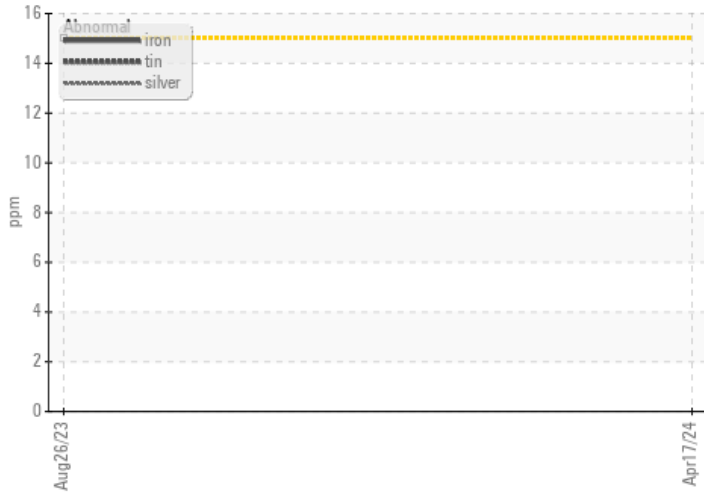 16
Abnormal
iron
tin
silver
14
12
10
8
6
4
2
0
ppm
Aug26/23
Apr17/24